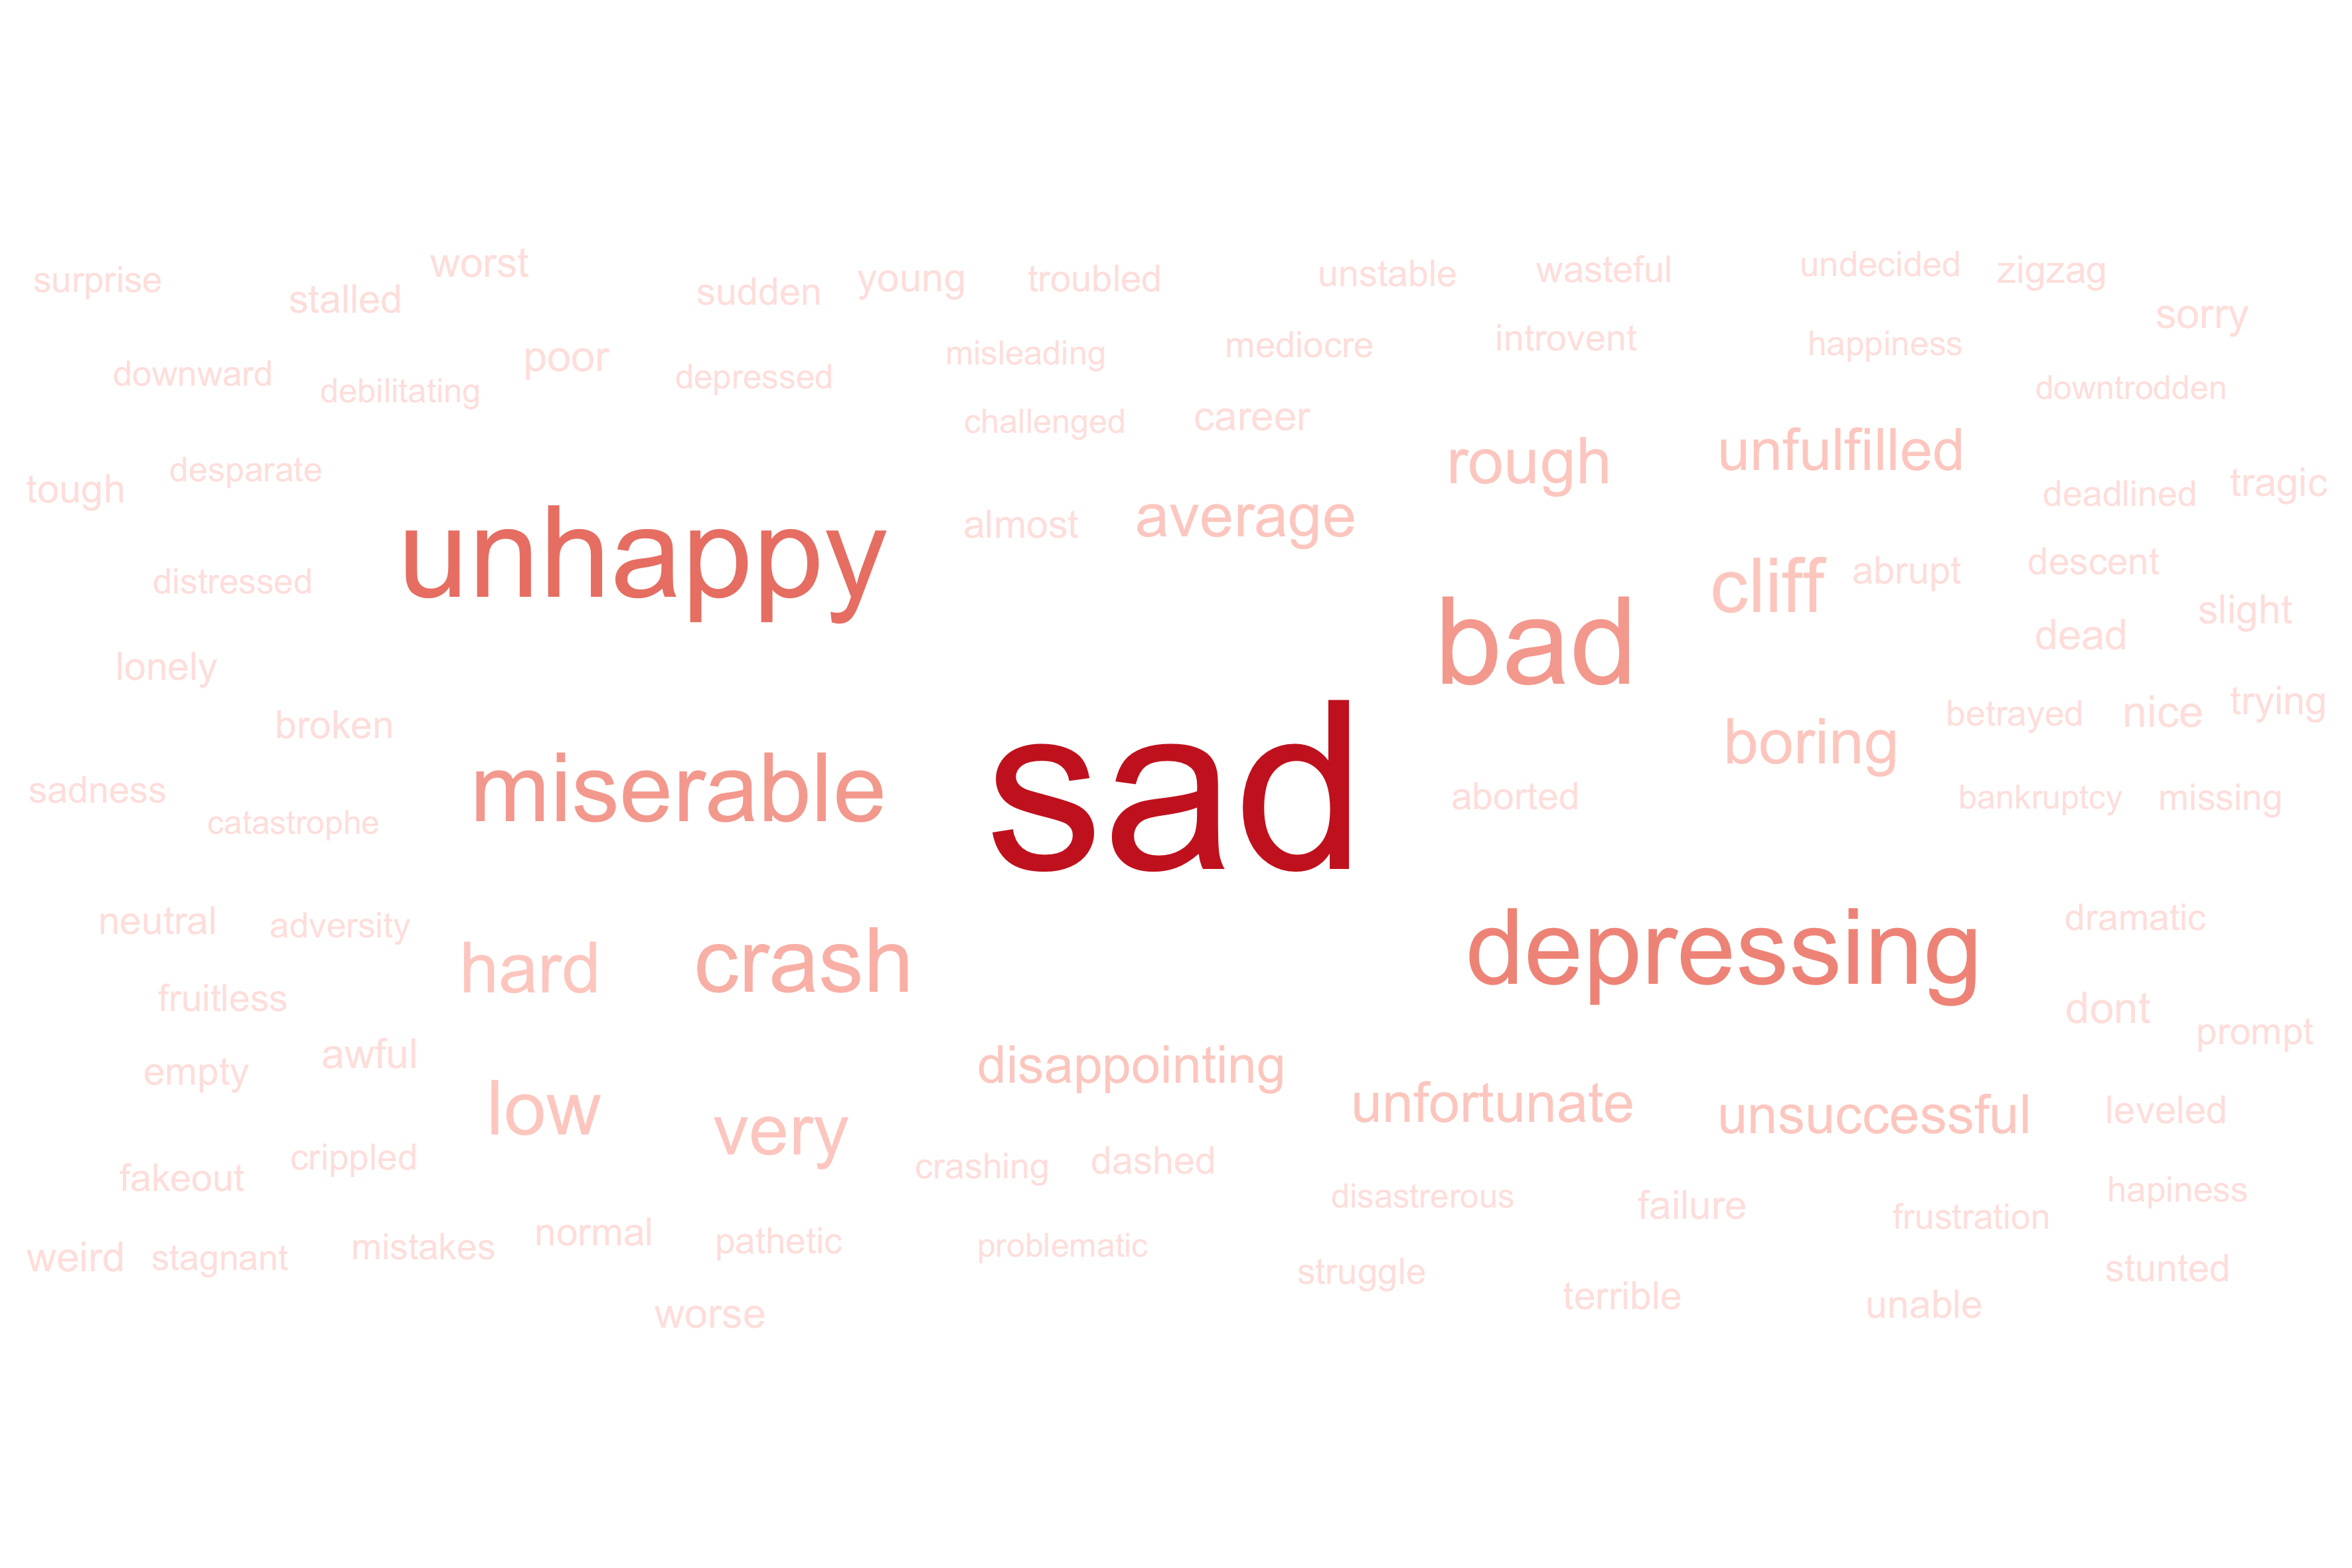 worst
undecided
zigzag
wasteful
unstable
young
troubled
surprise
sudden
stalled
sorry
introvent
happiness
mediocre
misleading
poor
downward
depressed
downtrodden
debilitating
career
challenged
unfulfilled
rough
desparate
tragic
tough
deadlined
average
almost
unhappy
descent
abrupt
distressed
cliff
slight
dead
bad
lonely
trying
nice
betrayed
broken
boring
sadness
miserable
sad
aborted
bankruptcy
missing
catastrophe
dramatic
neutral
adversity
depressing
crash
hard
fruitless
dont
prompt
awful
disappointing
empty
unfortunate
leveled
low
unsuccessful
very
crippled
dashed
crashing
fakeout
hapiness
disastrerous
failure
frustration
normal
pathetic
problematic
mistakes
weird
stagnant
stunted
struggle
terrible
unable
worse